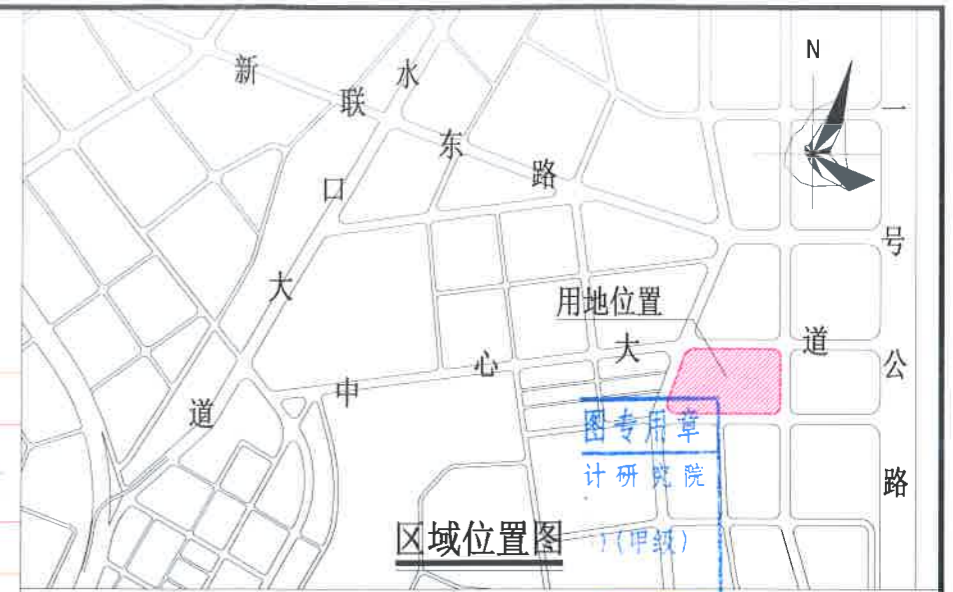 N
新联东路
水口大道
一号公路
用地位置
中心大道
图专用章
计研究院
(甲级)
区域位置图